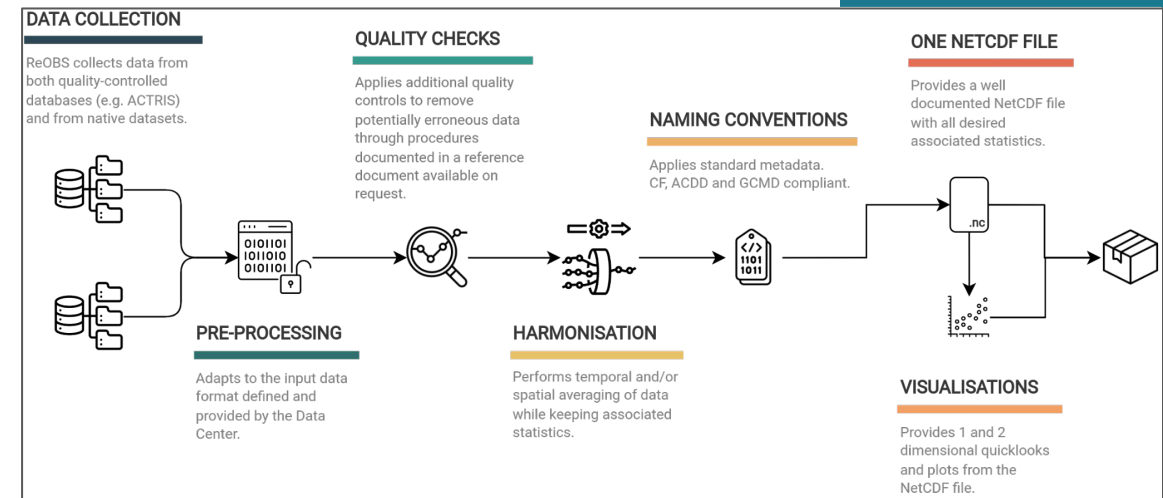 DATA COLLECTION
ReOBS collects data from
both quality-controlled
databases (e.g. ACTRIS)
and from native datasets.
PRE-PROCESSING
Adapts to the input data
format defined and
provided by the Data
Center.
QUALITY CHECKS
Applies additional quality
controls to remove
potentially erroneous data
through procedures
documented in a reference
document available on
request.
HARMONISATION
Performs temporal and/or
spatial averaging of data
while keeping associated
statistics.
NAMING CONVENTIONS
Applies standard metadata.
CF, ACDD and GCMD compliant.
ONE NETCDF FILE
Provides a well
documented NetCDF file
with all desired
associated statistics.
VISUALISATIONS
Provides 1 and 2
dimensional quicklooks
and plots from the
NetCDF file.
0101101
1011010
0101101
</>
1101
1011
.nc